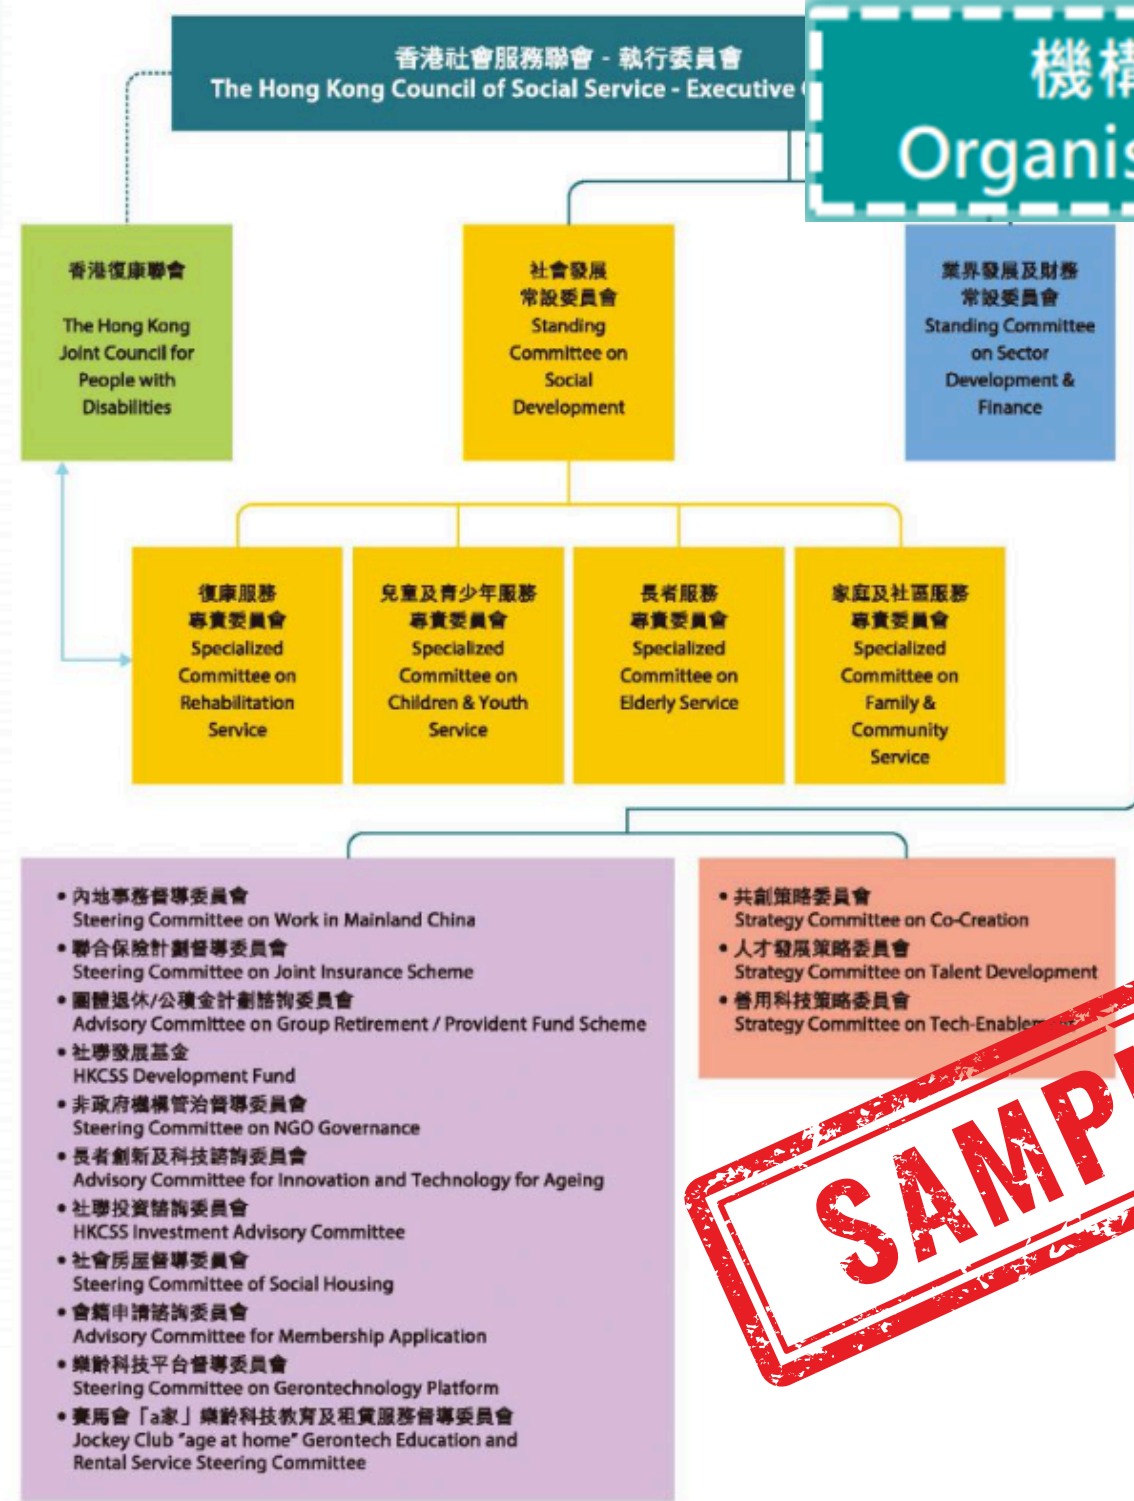 香港社會服務聯會 - 執行委員會
The Hong Kong Council of Social Service - Executive
機構
Organis
香港復康聯會
The Hong Kong
Joint Council for
People with
Disabilities
社會發展
常設委員會
Standing
Committee on
Social
Development
業界發展及財務
常設委員會
Standing Committee
on Sector
Development &
Finance
復康服務
專責委員會
Specialized
Committee on
Rehabilitation
Service
兒童及青少年服務
專責委員會
Specialized
Committee on
Children & Youth
Service
長者服務
專責委員會
Specialized
Committee on
Elderly Service
家庭及社區服務
專責委員會
Specialized
Committee on
Family &
Community
Service
• 內地事務督導委員會
Steering Committee on Work in Mainland China
• 聯合保險計劃督導委員會
Steering Committee on Joint Insurance Scheme
• 團體退休/公積金計劃諮詢委員會
Advisory Committee on Group Retirement / Provident Fund Scheme
• 社聯發展基金
HKCSS Development Fund
• 非政府機構管治督導委員會
Steering Committee on NGO Governance
• 長者創新及科技諮詢委員會
Advisory Committee for Innovation and Technology for Ageing
• 社聯投資諮詢委員會
HKCSS Investment Advisory Committee
• 社會房屋督導委員會
Steering Committee of Social Housing
• 會籍申請諮詢委員會
Advisory Committee for Membership Application
• 樂齡科技平台督導委員會
Steering Committee on Gerontechnology Platform
• 賽馬會「a家」樂齡科技教育及租賃服務督導委員會
Jockey Club "age at home" Gerontech Education and
Rental Service Steering Committee
• 共創策略委員會
Strategy Committee on Co-Creation
• 人才發展策略委員會
Strategy Committee on Talent Development
• 善用科技策略委員會
Strategy Committee on Tech-Enablement
SAMP